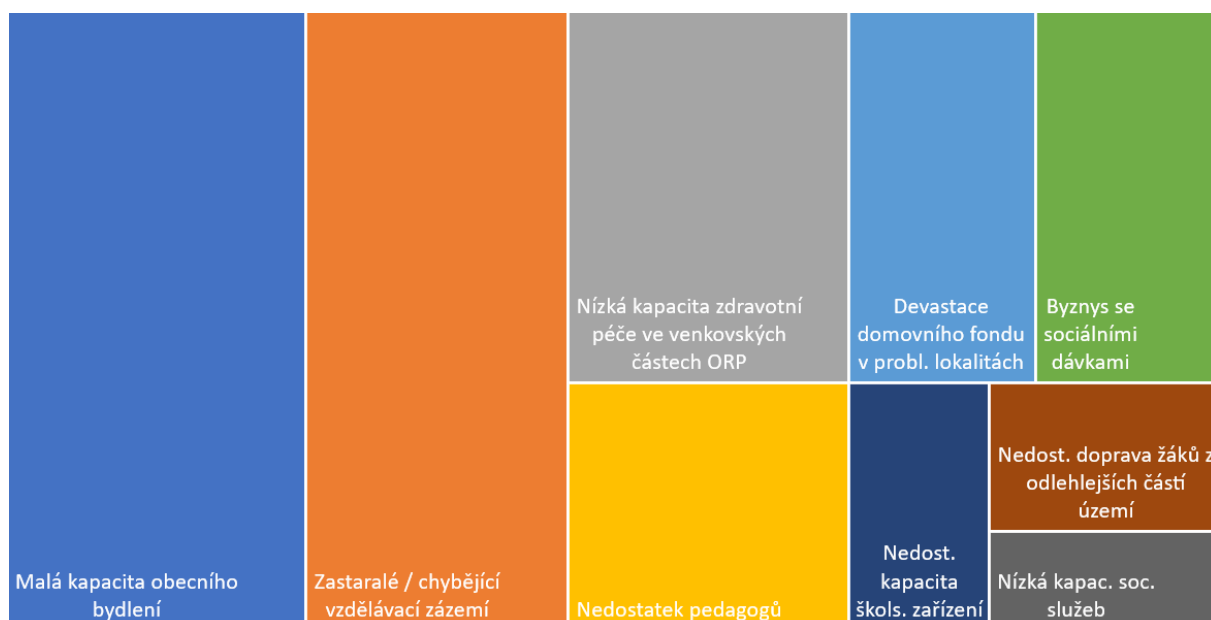 Malá kapacita obecního
bydlení
Zastaralé / chybějící
vzdělávací zázemí
Nízká kapacita zdravotní
péče ve venkovských
částech ORP
Nedostatek pedagogů
Devastace
domovního fondu
v probl. lokalitách
Byznys se
sociálními
dávkami
Nedost.
kapacita
škols. zařízení
Nedost. doprava žáků z
odlehlejších částí
území
Nízká kapac. soc.
služeb